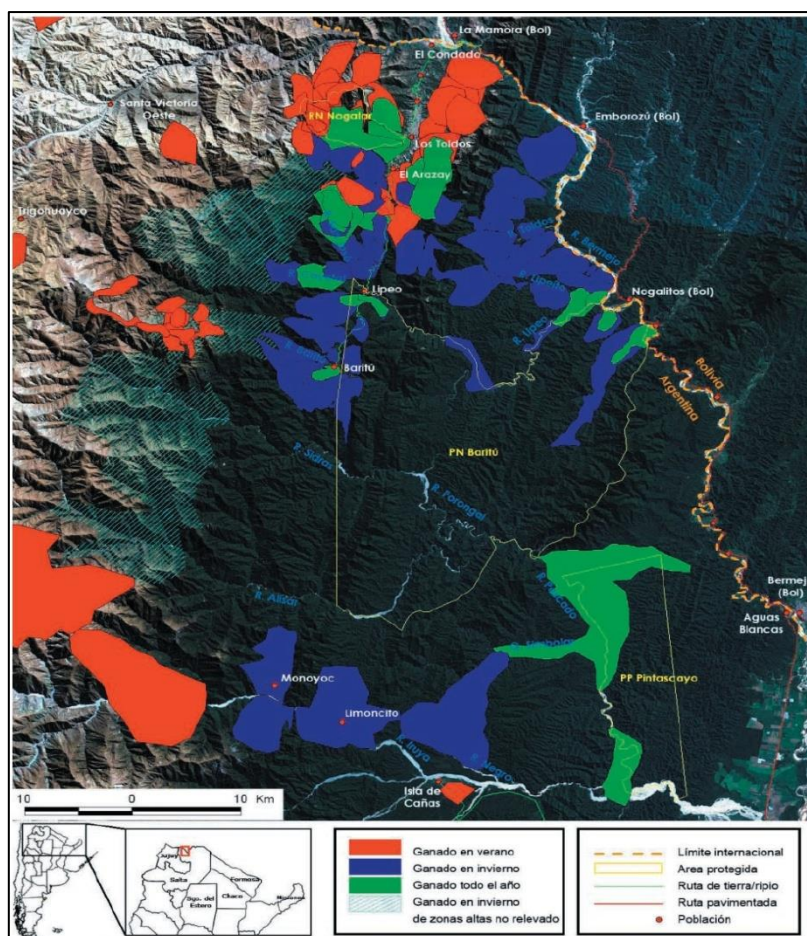 La Mamora (Bol)
El Condado
Santa Victoria
Oeste
RN Nogalar
Emborozú (Bol)
Los Toldos
El Arazay
Trigohuayco
R. Bermejo
R. Lipeo
Nogalitos (Bol)
Lipeo
Baritú
Bolivia
Argentina
PN Baritú
R. Sidras
R. Porongal
R. Pescado
Bermejo
(Bol)
Aguas
Blancas
R. Alisar
Monoyoc
PP Pintascayo
Limoncito
R. Iruya
R. Negro
Isla de
Cañas
10 0 10 Km
Jujuy
Salta
Formosa
Chaco
Sgo. del
Estero
Misiones
Ganado en verano
Ganado en invierno
Ganado todo el año
Ganado en invierno
de zonas altas no relevado
Límite internacional
Area protegida
Ruta de tierra/ripio
Ruta pavimentada
Población